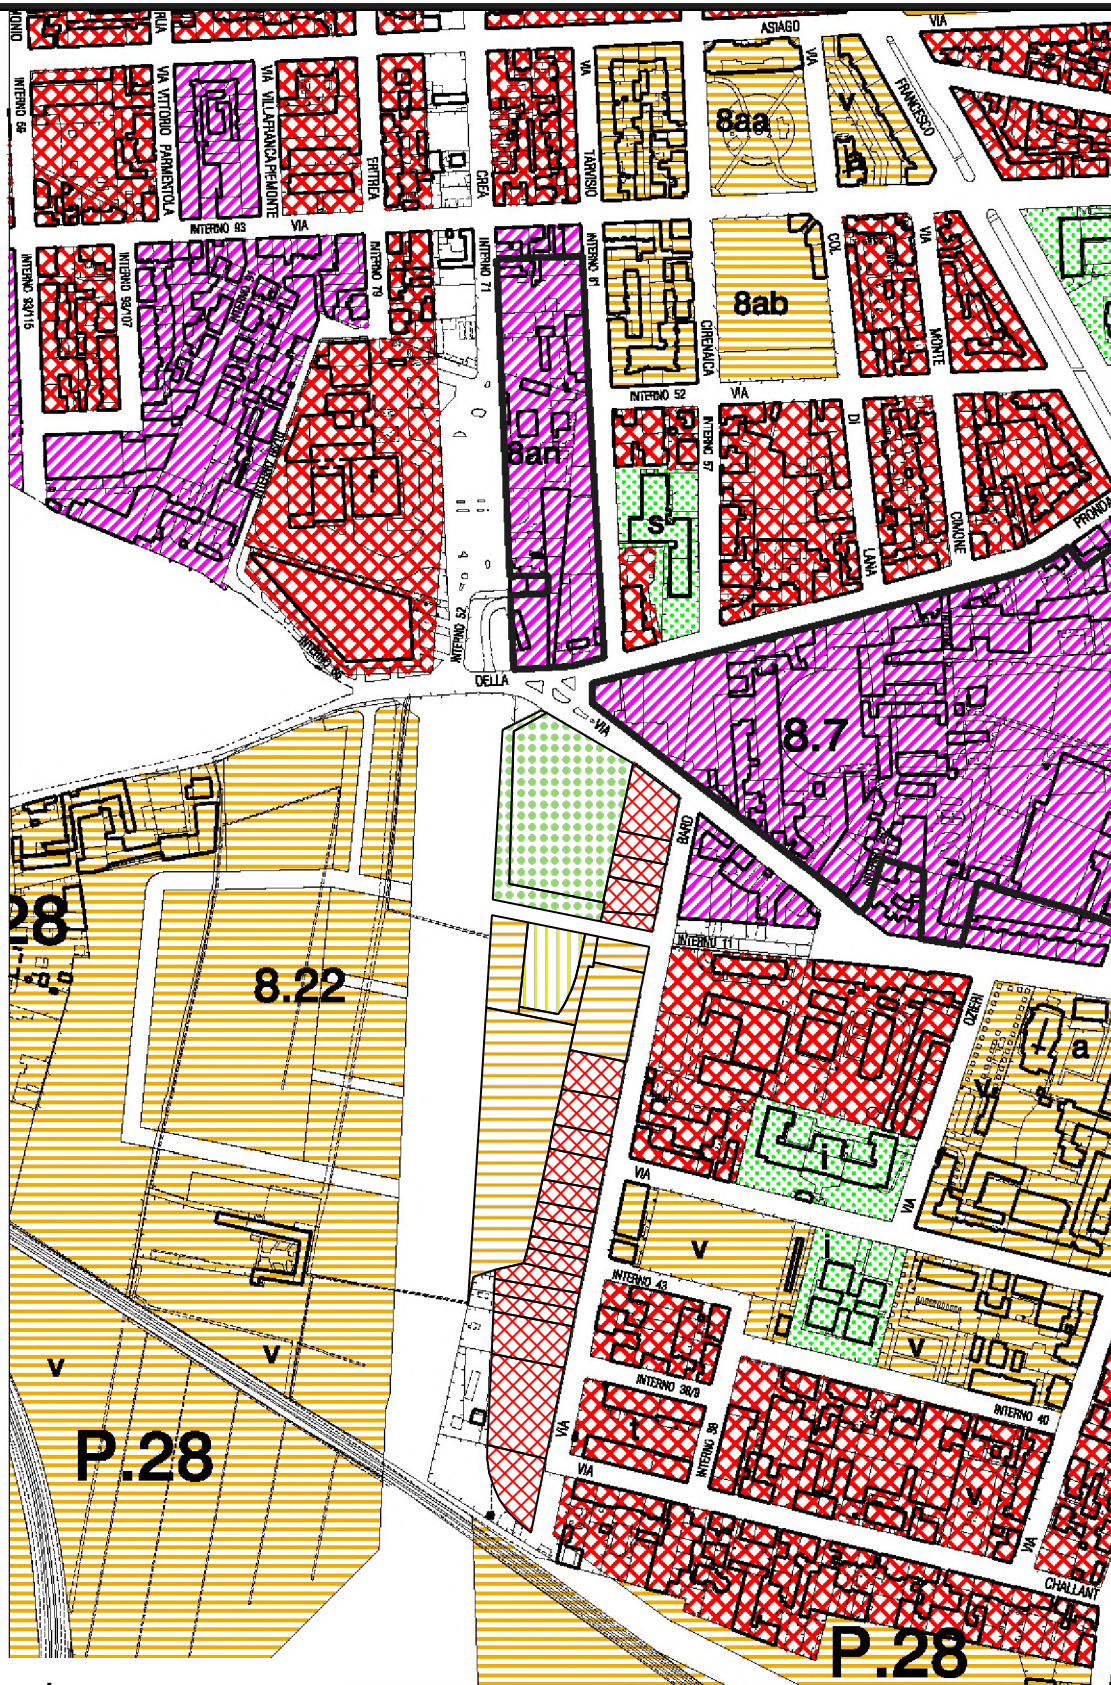 VIA
ASIAGO
VIA
FRANCESCO
INTERNO 59
VIA VITTORIO PARMENTOLA
VIA VILLAFRANCA PIEMONTE
ERITREA
CREA
VIA
TARVISIO
8aa
v
INTERNO 93
VIA
INTERNO 93/115
INTERNO 93/107
INTERNO 79
INTERNO 71
COL
VIA
8ab
CIRENAICA
MONTE
INTERNO 52
VIA
DI
INTERNO 57
8an
s
LANA
CIMONE
INTERNO 52
DELLA
VIA
8.7
BARD
28
8.22
INTERNO 11
OZIERI
a
i
VIA
VIA
v
i
INTERNO 43
v
v
v
INTERNO 38/9
INTERNO 40
P.28
VIA
t
INTERNO 38
v
VIA
VIA
CHALLANT
P.28